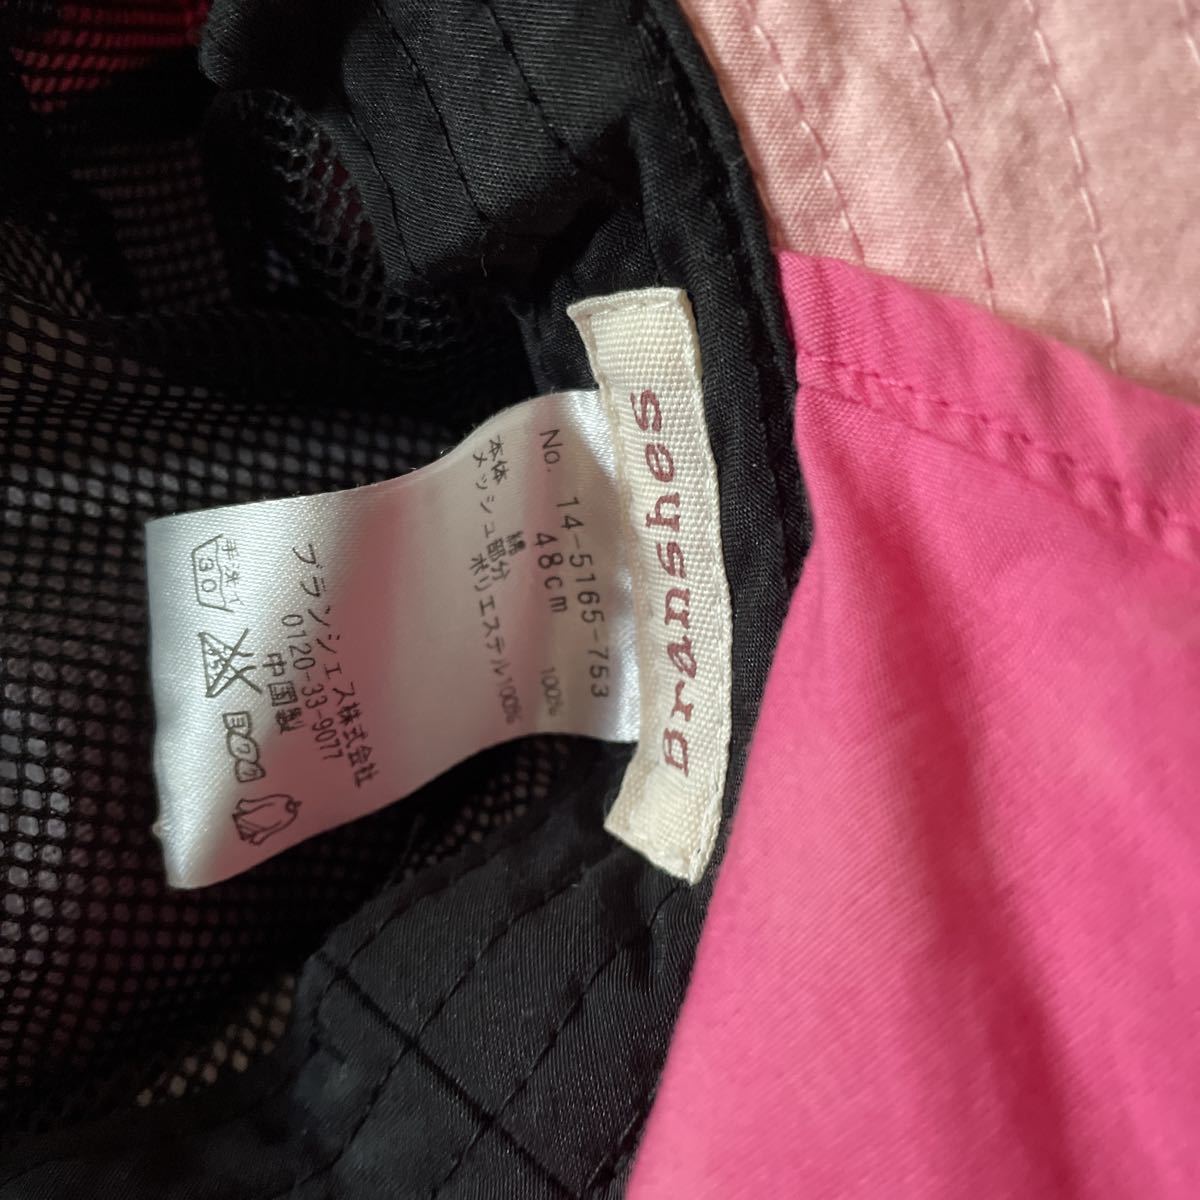 Branshes
No. 14-5165-753
48cm
本体 綿 100%
メッシュ部分 ポリエステル100%
ブランシェス株式会社
0120-33-9077
中国製
手洗イ
30